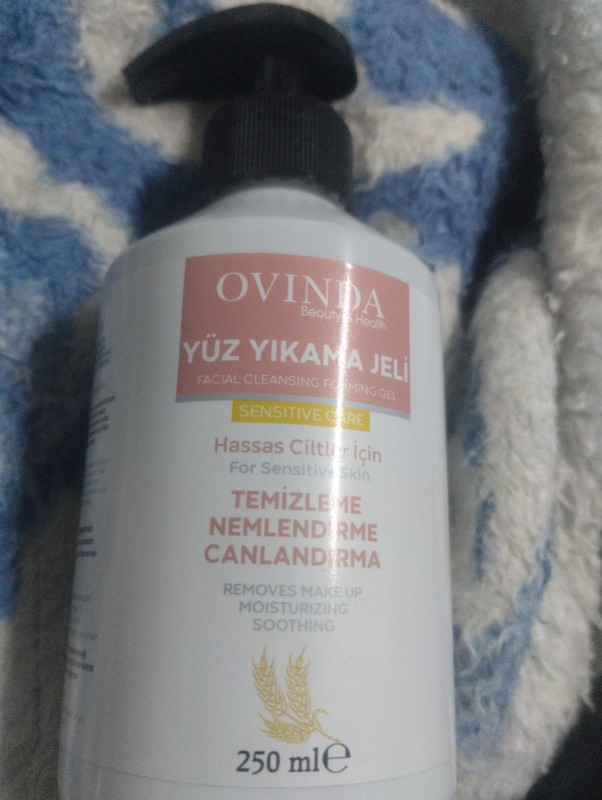 OVINDA
Beauty & Health
YÜZ YIKAMA JELİ
FACIAL CLEANSING FOAMING GEL
SENSITIVE CARE
Hassas Ciltler İçin
For Sensitive Skin
TEMİZLEME
NEMLENDİRME
CANLANDIRMA
REMOVES MAKE UP
MOISTURIZING
SOOTHING
250 ml℮